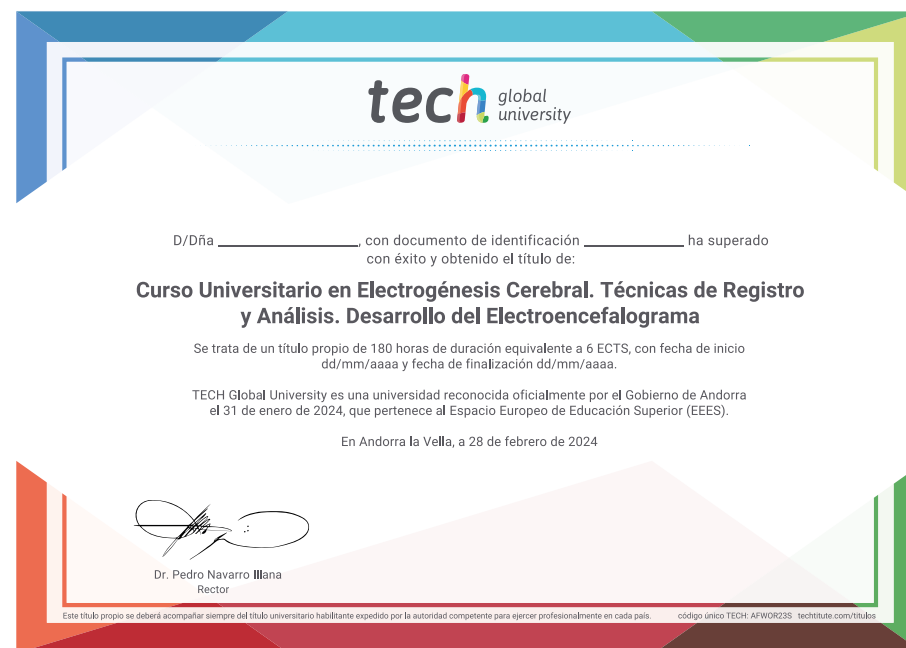 tech global
university
D/Dña ______________, con documento de identificación __________ ha superado
con éxito y obtenido el título de:
Curso Universitario en Electrogénesis Cerebral. Técnicas de Registro
y Análisis. Desarrollo del Electroencefalograma
Se trata de un título propio de 180 horas de duración equivalente a 6 ECTS, con fecha de inicio
dd/mm/aaaa y fecha de finalización dd/mm/aaaa.
TECH Global University es una universidad reconocida oficialmente por el Gobierno de Andorra
el 31 de enero de 2024, que pertenece al Espacio Europeo de Educación Superior (EEES).
En Andorra la Vella, a 28 de febrero de 2024
Dr. Pedro Navarro Illana
Rector
Este título propio se deberá acompañar siempre del título universitario habilitante expedido por la autoridad competente para ejercer profesionalmente en cada país. código único TECH: AFWOR23S techtitute.com/titulos